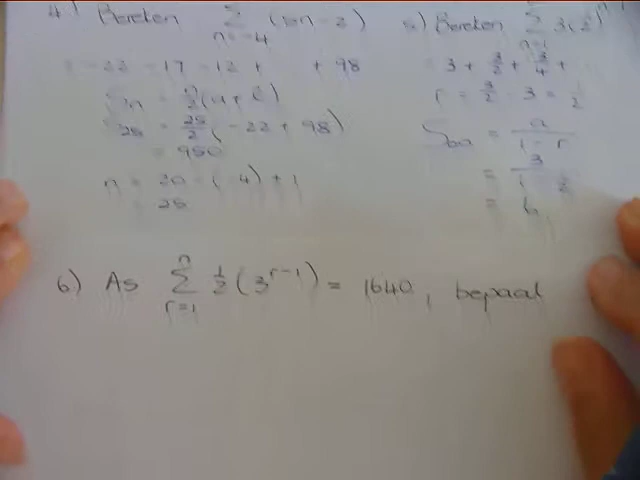 4.) Bereken Σ (5n - 2)
n = -4
= -22 - 17 - 12 + + 98
Sn = n/2 (a + l)
S25 = 25/2 (-22 + 98)
= 950
n = 20 - (-4) + 1
= 25
5) Bereken Σ 3(1/2)^n-1
n=1
= 3 + 3/2 + 3/4 +
r = 3/2 ÷ 3 = 1/2
S∞ = a/1 - r
= 3/1 - 1/2
= 6
6) As n Σ r=1 1/2 (3^r-1) = 1640, bepaal